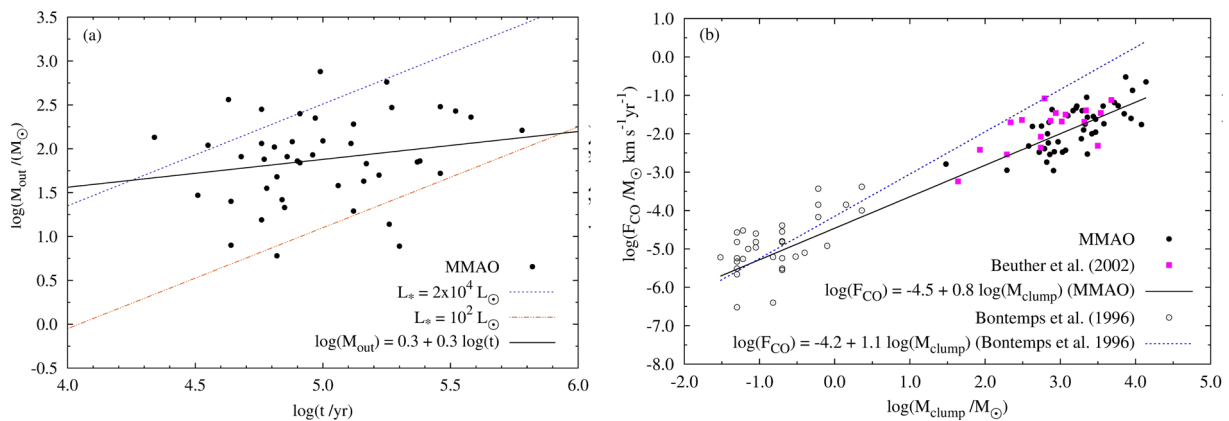 (a)
3.5
3.0
2.5
2.0
1.5
1.0
0.5
0.0
-0.5
log(M_out /(M_☉)
4.0
4.5
5.0
5.5
6.0
log(t /yr)
MMAO
L_* = 2x10^4 L_☉
L_* = 10^2 L_☉
log(M_out) = 0.3 + 0.3 log(t)
(b)
1.0
0.0
-1.0
-2.0
-3.0
-4.0
-5.0
-6.0
-7.0
-8.0
log(F_CO /M_☉ km s^-1 yr^-1)
-2.0
-1.0
0.0
1.0
2.0
3.0
4.0
5.0
log(M_clump /M_☉)
MMAO
Beuther et al. (2002)
log(F_CO) = -4.5 + 0.8 log(M_clump) (MMAO)
Bontemps et al. (1996)
log(F_CO) = -4.2 + 1.1 log(M_clump) (Bontemps et al. 1996)